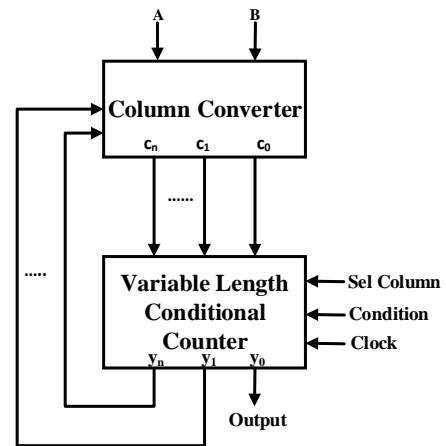 A B
Column Converter
cn c1 c0
......
.....
Variable Length
Conditional
Counter
yn y1 y0
Sel Column
Condition
Clock
Output